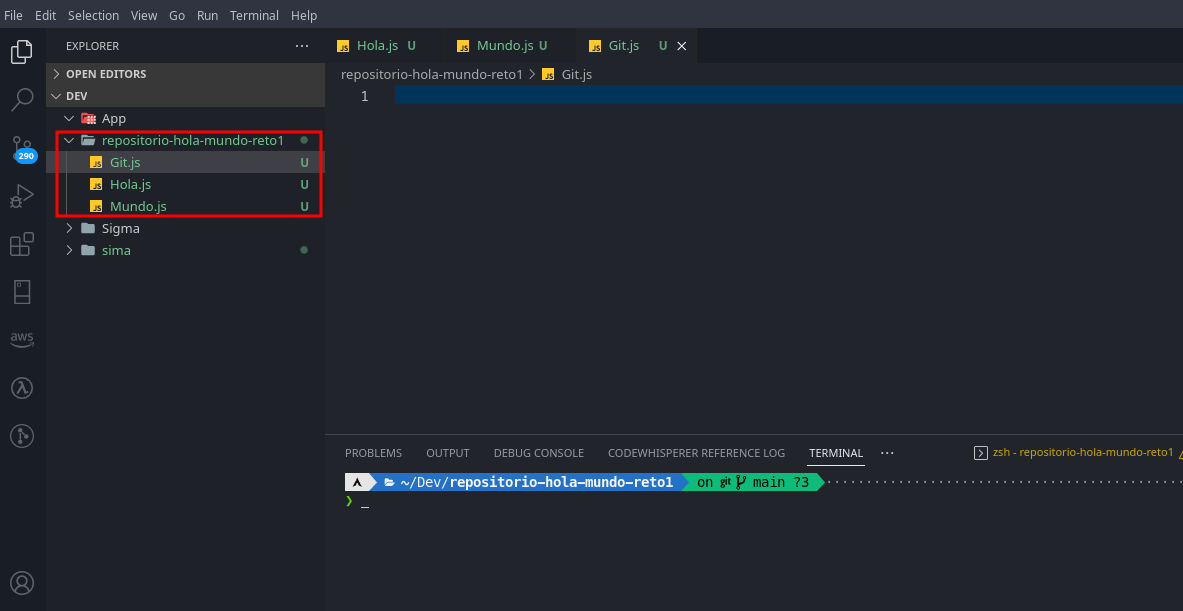 File Edit Selection View Go Run Terminal Help
EXPLORER ···
OPEN EDITORS
DEV
App
repositorio-hola-mundo-reto1
Git.js U
Hola.js U
Mundo.js U
Sigma
sima
290
aws
Hola.js U Mundo.js U Git.js U
repositorio-hola-mundo-reto1 > Git.js
1
PROBLEMS OUTPUT DEBUG CONSOLE CODEWHISPERER REFERENCE LOG TERMINAL ··· zsh - repositorio-hola-mundo-reto1
~/Dev/repositorio-hola-mundo-reto1 on git main ?3
❯ _